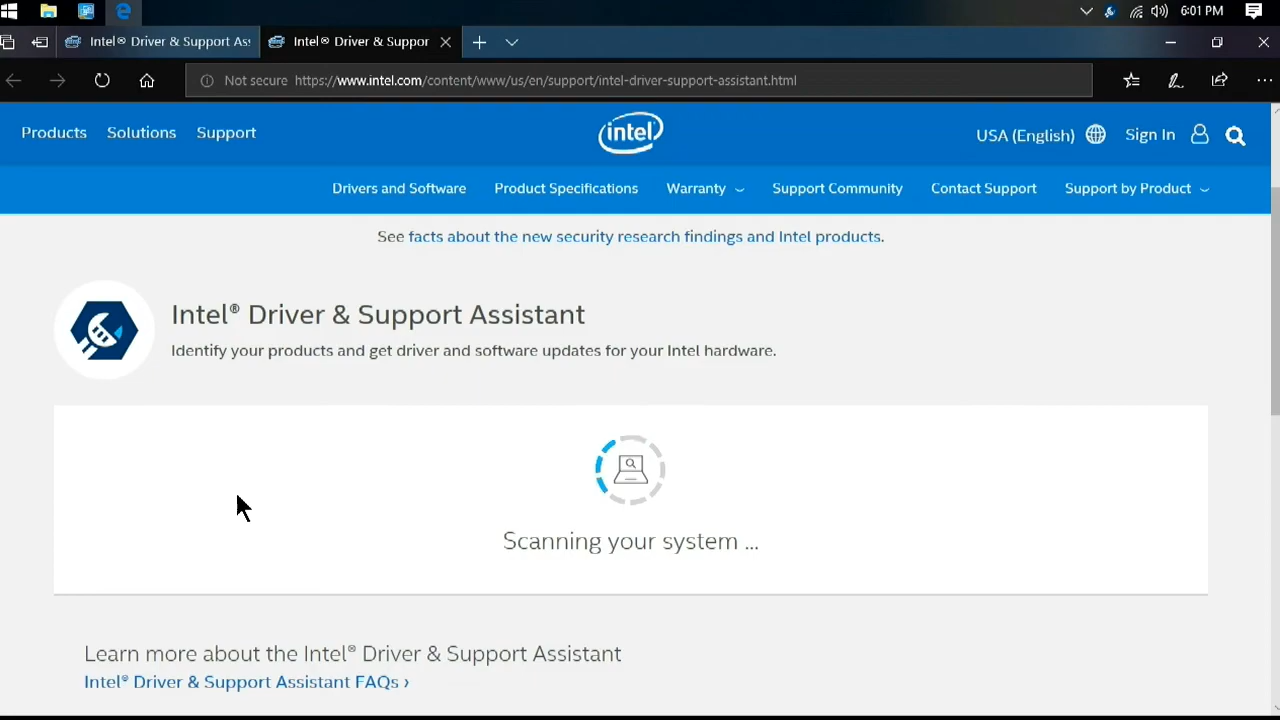 6:01 PM
Intel® Driver & Support Ass
Intel® Driver & Suppor
Not secure https://www.intel.com/content/www/us/en/support/intel-driver-support-assistant.html
Products Solutions Support intel USA (English) Sign In
Drivers and Software Product Specifications Warranty Support Community Contact Support Support by Product
See facts about the new security research findings and Intel products.
Intel® Driver & Support Assistant
Identify your products and get driver and software updates for your Intel hardware.
Scanning your system ...
Learn more about the Intel® Driver & Support Assistant
Intel® Driver & Support Assistant FAQs ›